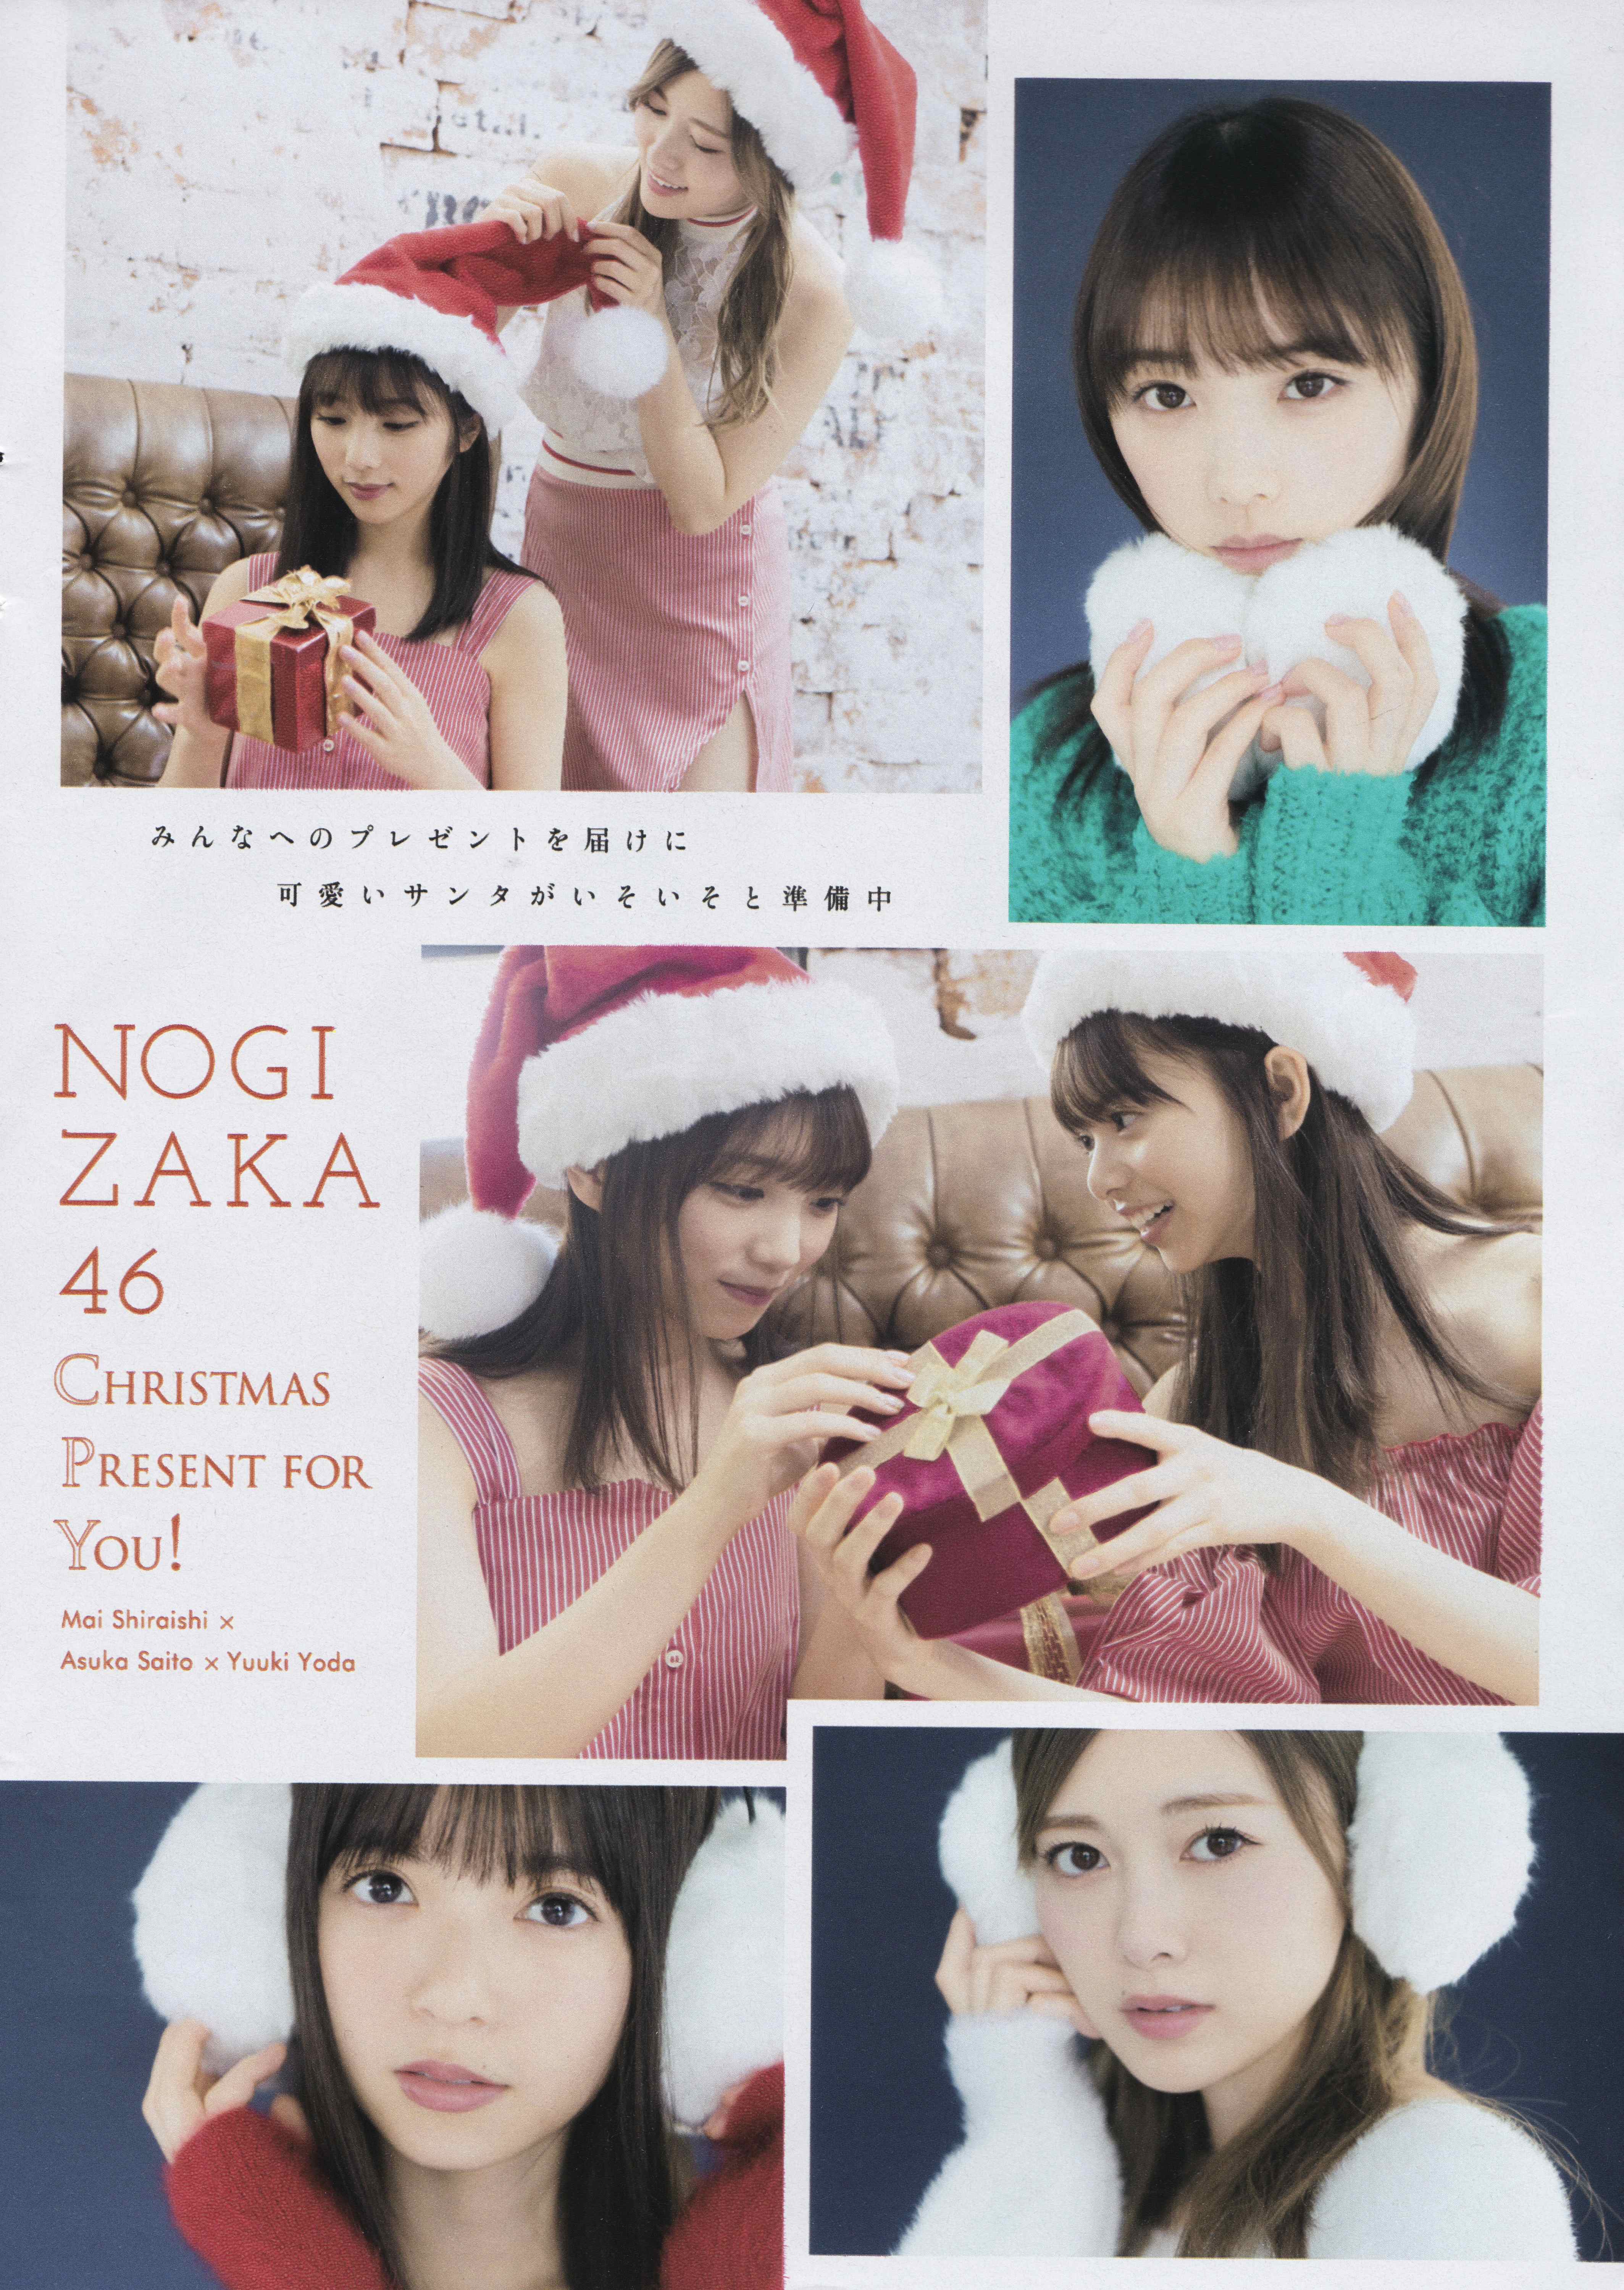 みんなへのプレゼントを届けに
可愛いサンタがいそいそと準備中
NOGI
ZAKA
46
CHRISTMAS
PRESENT FOR
YOU!
Mai Shiraishi ×
Asuka Saito × Yuuki Yoda